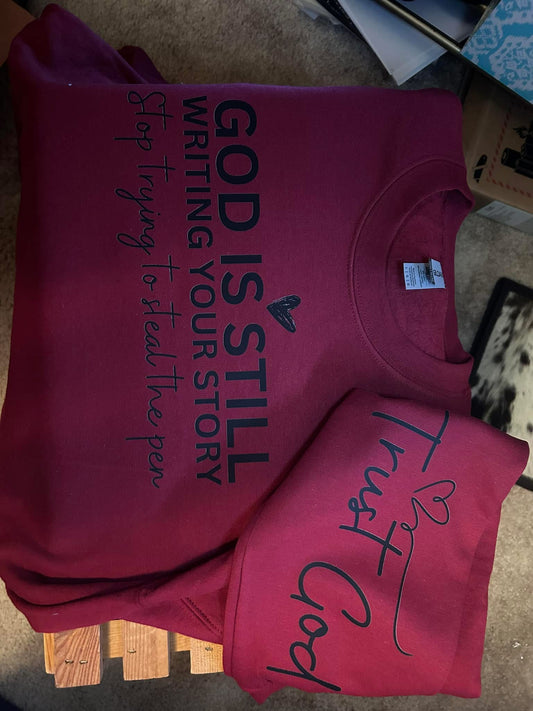 GOD IS STILL
WRITING YOUR STORY
Stop trying to steal the pen
Trust God